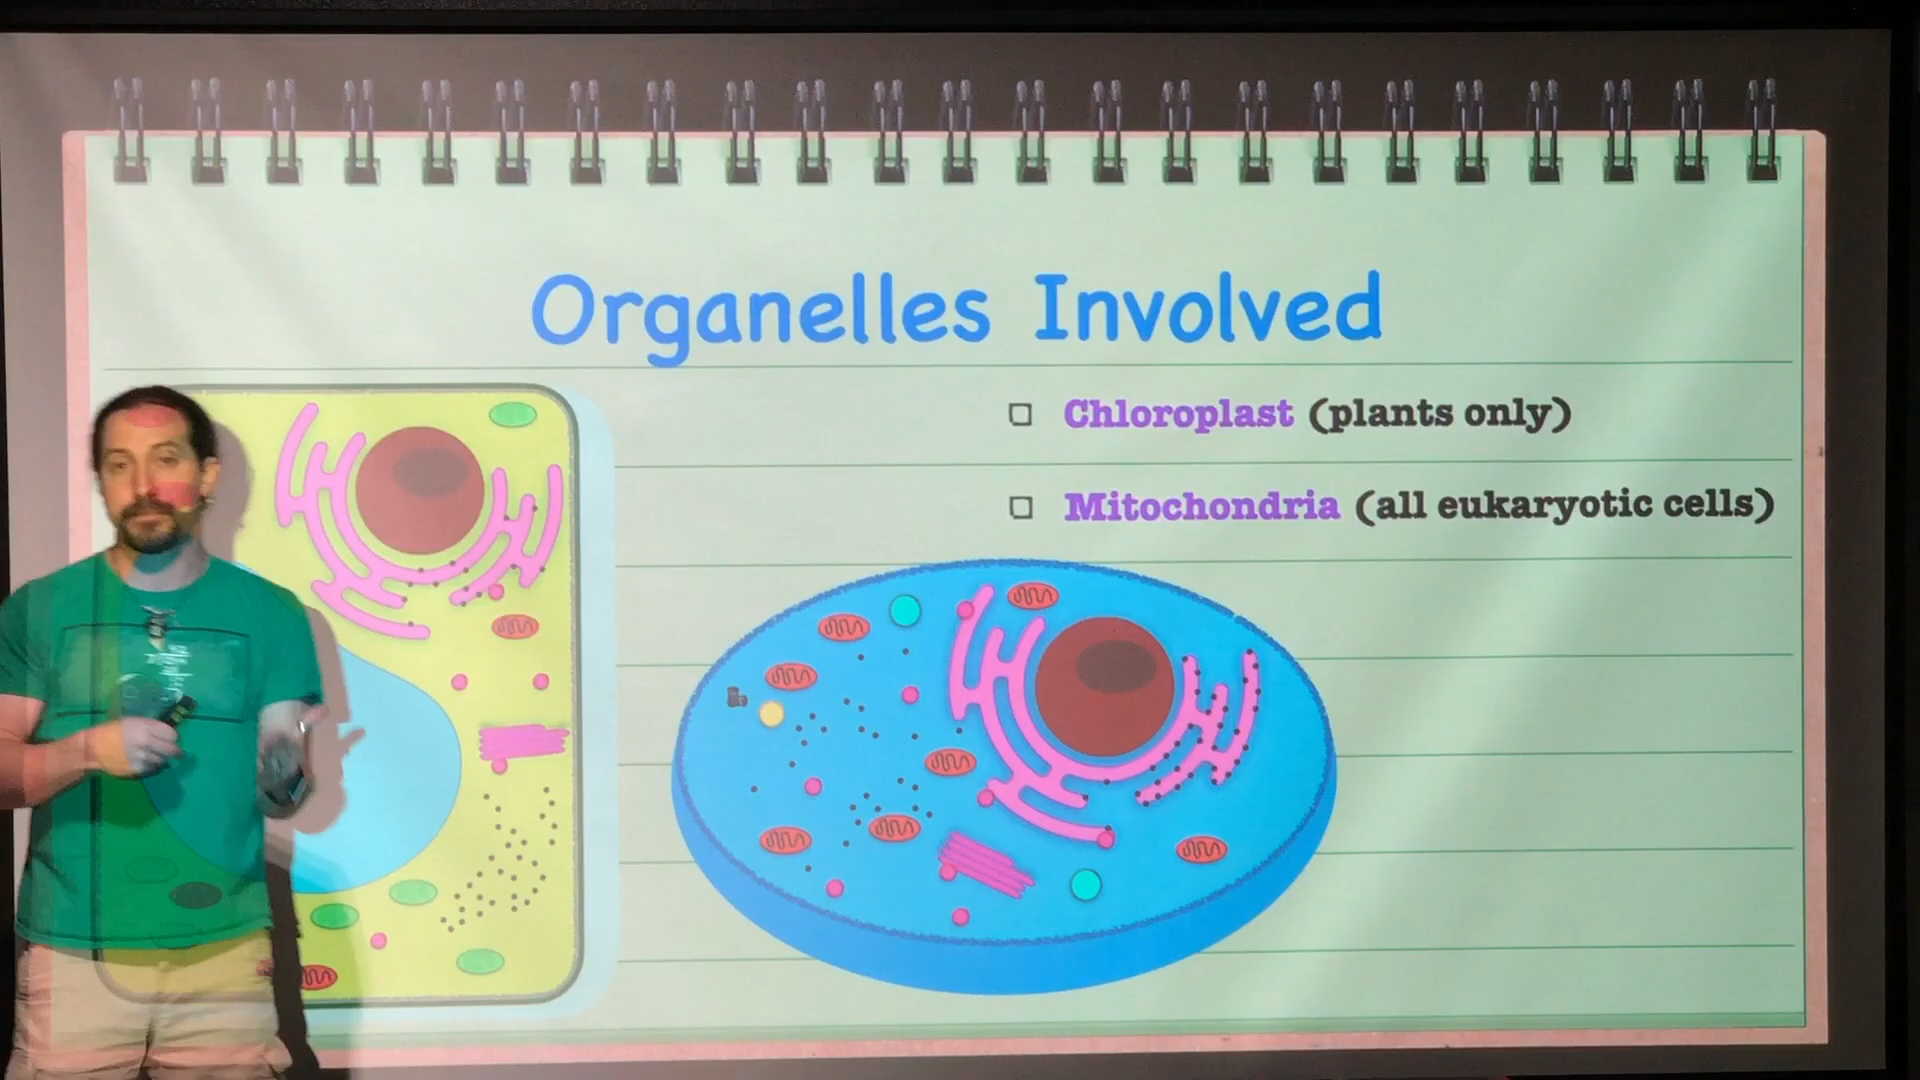 Organelles Involved
Chloroplast (plants only)
Mitochondria (all eukaryotic cells)